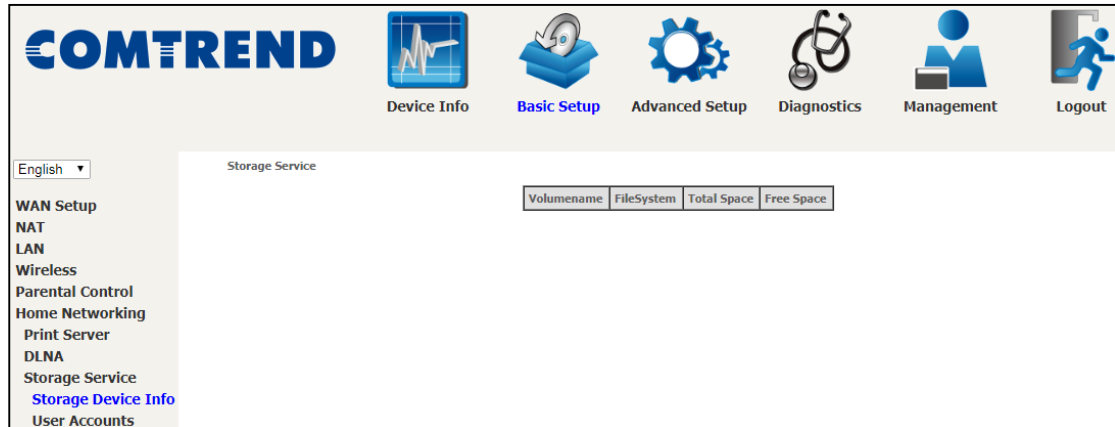 COMTREND
Device Info
Basic Setup
Advanced Setup
Diagnostics
Management
Logout
English
Storage Service
WAN Setup
NAT
LAN
Wireless
Parental Control
Home Networking
Print Server
DLNA
Storage Service
Storage Device Info
User Accounts
Volumename FileSystem Total Space Free Space